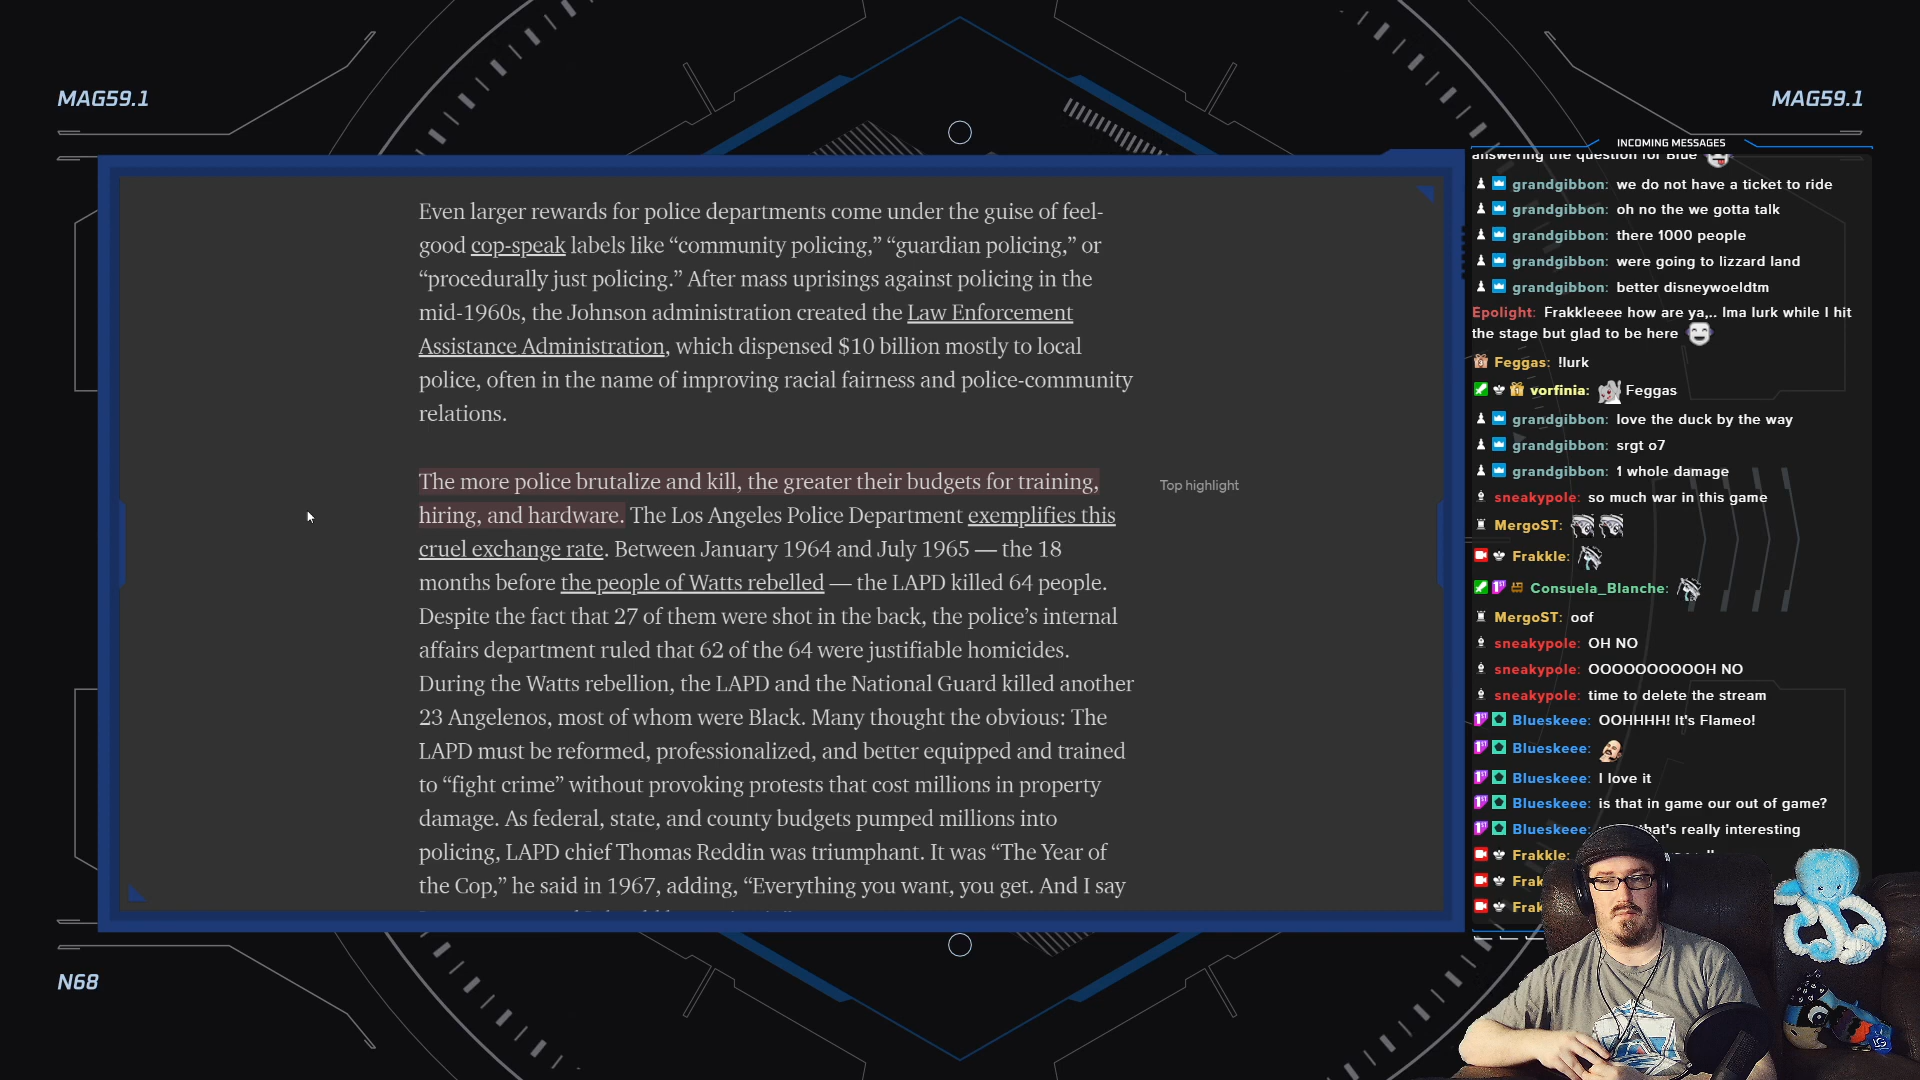 MAG59.1
MAG59.1
INCOMING MESSAGES
Even larger rewards for police departments come under the guise of feel-
good cop-speak labels like “community policing,” “guardian policing,” or
“procedurally just policing.” After mass uprisings against policing in the
mid-1960s, the Johnson administration created the Law Enforcement
Assistance Administration, which dispensed $10 billion mostly to local
police, often in the name of improving racial fairness and police-community
relations.
The more police brutalize and kill, the greater their budgets for training,
hiring, and hardware. The Los Angeles Police Department exemplifies this
cruel exchange rate. Between January 1964 and July 1965 — the 18
months before the people of Watts rebelled — the LAPD killed 64 people.
Despite the fact that 27 of them were shot in the back, the police’s internal
affairs department ruled that 62 of the 64 were justifiable homicides.
During the Watts rebellion, the LAPD and the National Guard killed another
23 Angelenos, most of whom were Black. Many thought the obvious: The
LAPD must be reformed, professionalized, and better equipped and trained
to “fight crime” without provoking protests that cost millions in property
damage. As federal, state, and county budgets pumped millions into
policing, LAPD chief Thomas Reddin was triumphant. It was “The Year of
the Cop,” he said in 1967, adding, “Everything you want, you get. And I say
Top highlight
answering the question for Blue
grandgibbon: we do not have a ticket to ride
grandgibbon: oh no the we gotta talk
grandgibbon: there 1000 people
grandgibbon: were going to lizzard land
grandgibbon: better disneywoeldtm
Epolight: Frakkleeee how are ya,.. Ima lurk while I hit
the stage but glad to be here
Feggas: !lurk
vorfinia: Feggas
grandgibbon: love the duck by the way
grandgibbon: srgt o7
grandgibbon: 1 whole damage
sneakypole: so much war in this game
MergoST:
Frakkle:
Consuela_Blanche:
MergoST: oof
sneakypole: OH NO
sneakypole: OOOOOOOOOOH NO
sneakypole: time to delete the stream
Blueskeee: OOHHHH! It's Flameo!
Blueskeee:
Blueskeee: I love it
Blueskeee: is that in game our out of game?
Blueskeee: that's really interesting
Frakkle:
Frak
Frak
N68